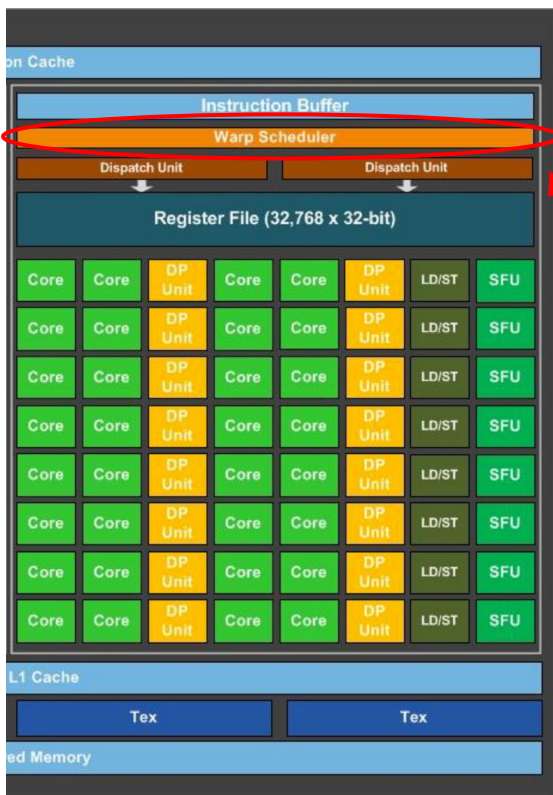 on Cache
Instruction Buffer
Warp Scheduler
Dispatch Unit Dispatch Unit
Register File (32,768 x 32-bit)
Core Core DP Unit Core Core DP Unit LD/ST SFU
Core Core DP Unit Core Core DP Unit LD/ST SFU
Core Core DP Unit Core Core DP Unit LD/ST SFU
Core Core DP Unit Core Core DP Unit LD/ST SFU
Core Core DP Unit Core Core DP Unit LD/ST SFU
Core Core DP Unit Core Core DP Unit LD/ST SFU
Core Core DP Unit Core Core DP Unit LD/ST SFU
Core Core DP Unit Core Core DP Unit LD/ST SFU
L1 Cache
Tex Tex
ed Memory